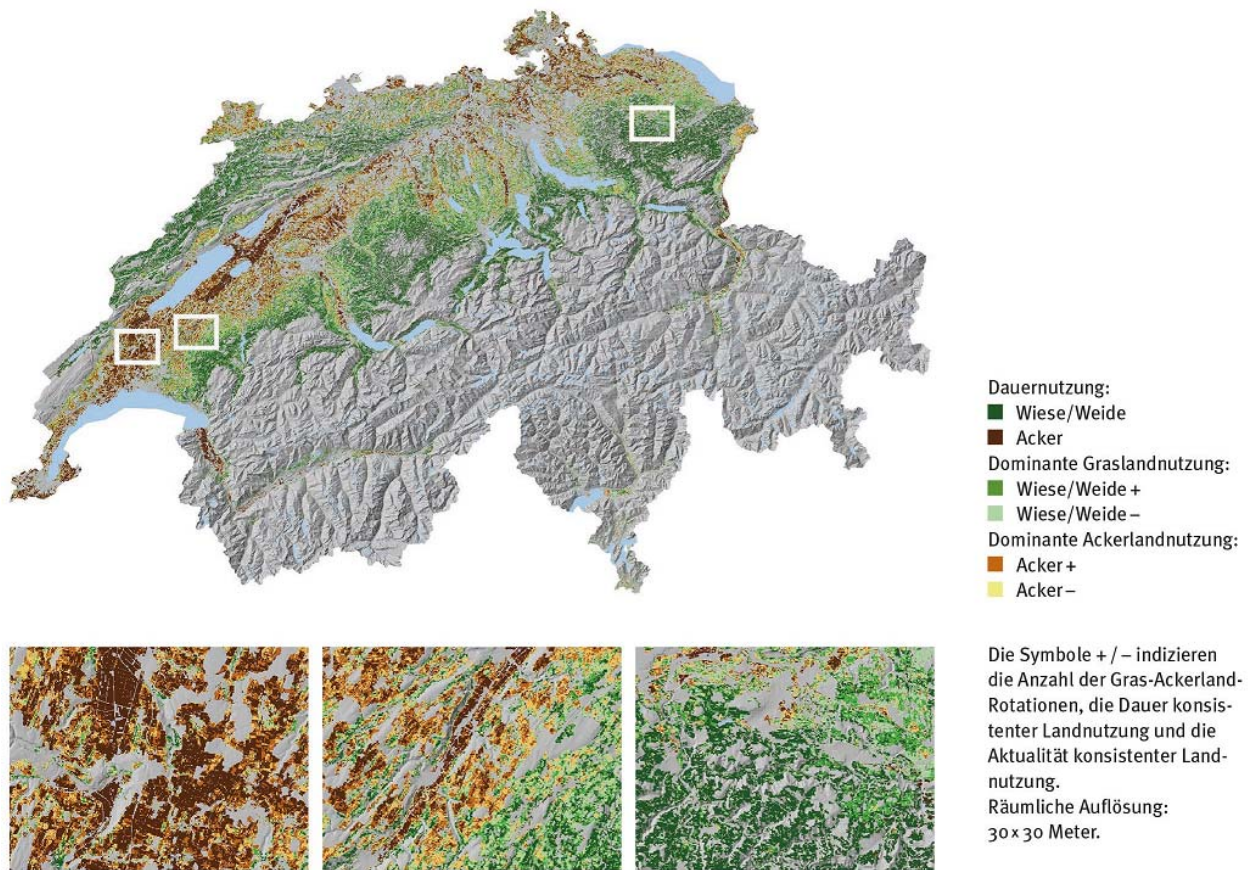 Dauernutzung:
Wiese/Weide
Acker
Dominante Graslandnutzung:
Wiese/Weide +
Wiese/Weide –
Dominante Ackerlandnutzung:
Acker +
Acker –
Die Symbole + / – indizieren
die Anzahl der Gras-Ackerland-
Rotationen, die Dauer konsis-
tenter Landnutzung und die
Aktualität konsistenter Land-
nutzung.
Räumliche Auflösung:
30 x 30 Meter.